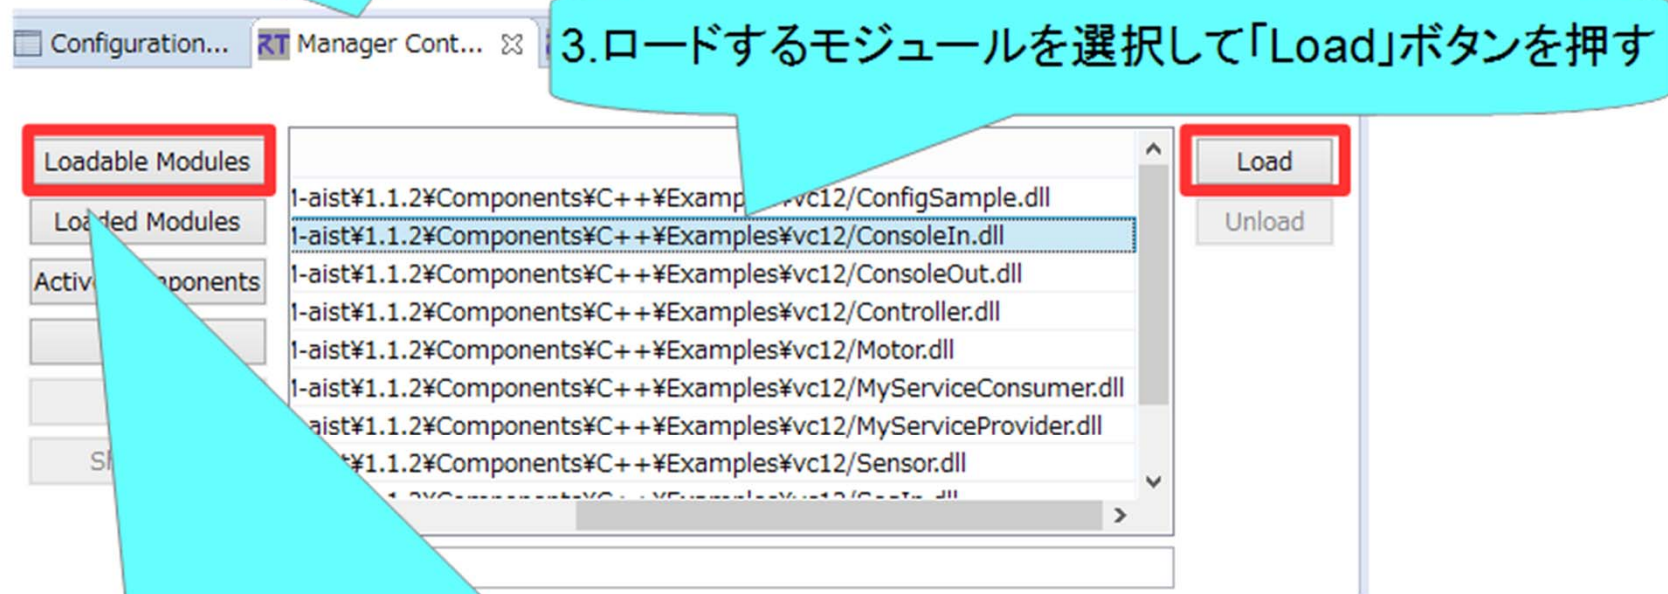 Configuration...
RT Manager Cont...
3.ロードするモジュールを選択して「Load」ボタンを押す
Loadable Modules
Load
1-aist¥1.1.2¥Components¥C++¥Examp vc12/ConfigSample.dll
Loaded Modules
Unload
1-aist¥1.1.2¥Components¥C++¥Examples¥vc12/ConsoleIn.dll
Active ponents
1-aist¥1.1.2¥Components¥C++¥Examples¥vc12/ConsoleOut.dll
1-aist¥1.1.2¥Components¥C++¥Examples¥vc12/Controller.dll
1-aist¥1.1.2¥Components¥C++¥Examples¥vc12/Motor.dll
1-aist¥1.1.2¥Components¥C++¥Examples¥vc12/MyServiceConsumer.dll
aist¥1.1.2¥Components¥C++¥Examples¥vc12/MyServiceProvider.dll
¥1.1.2¥Components¥C++¥Examples¥vc12/Sensor.dll